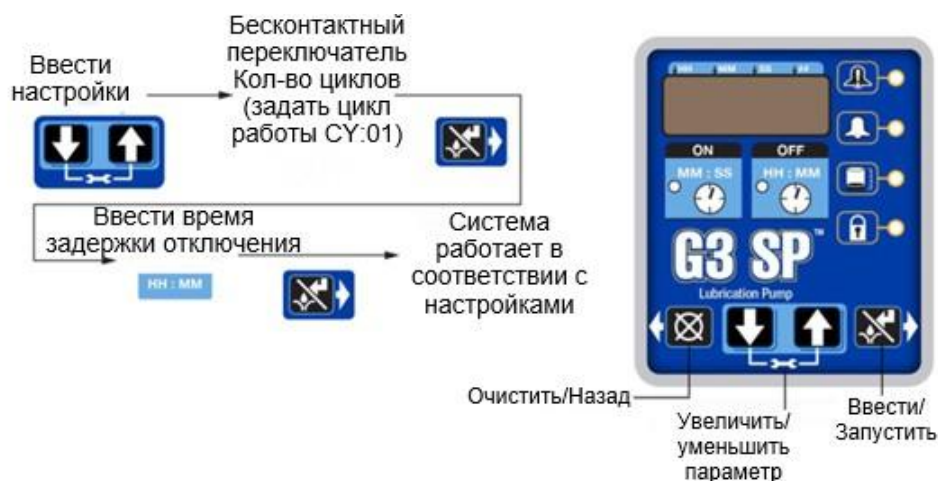 Ввести
настройки
Бесконтактный
переключатель
Кол-во циклов
(задать цикл
работы CY:01)
Ввести время
задержки отключения
HH : MM
Система
работает в
соответствии с
настройками
HH MM SS ##
ON OFF
MM : SS HH : MM
G3 SP™
Lubrication Pump
Очистить/Назад
Увеличить/
уменьшить
параметр
Ввести/
Запустить